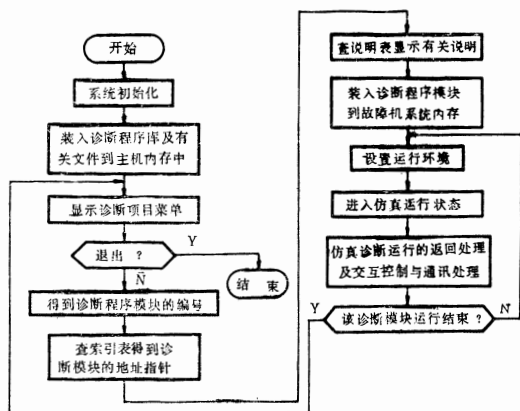 开始
系统初始化
装入诊断程序库及有
关文件到主机内存中
显示诊断项目菜单
退出 ?
Y
N
结 束
得到诊断程序模块的编号
查索引表得到诊
断模块的地址指针
查说明表显示有关说明
装入诊断程序模块
到故障机系统内存
设置运行环境
进入仿真运行状态
仿真诊断运行的返回处理
及交互控制与通讯处理
Y
该诊断模块运行结束 ?
N